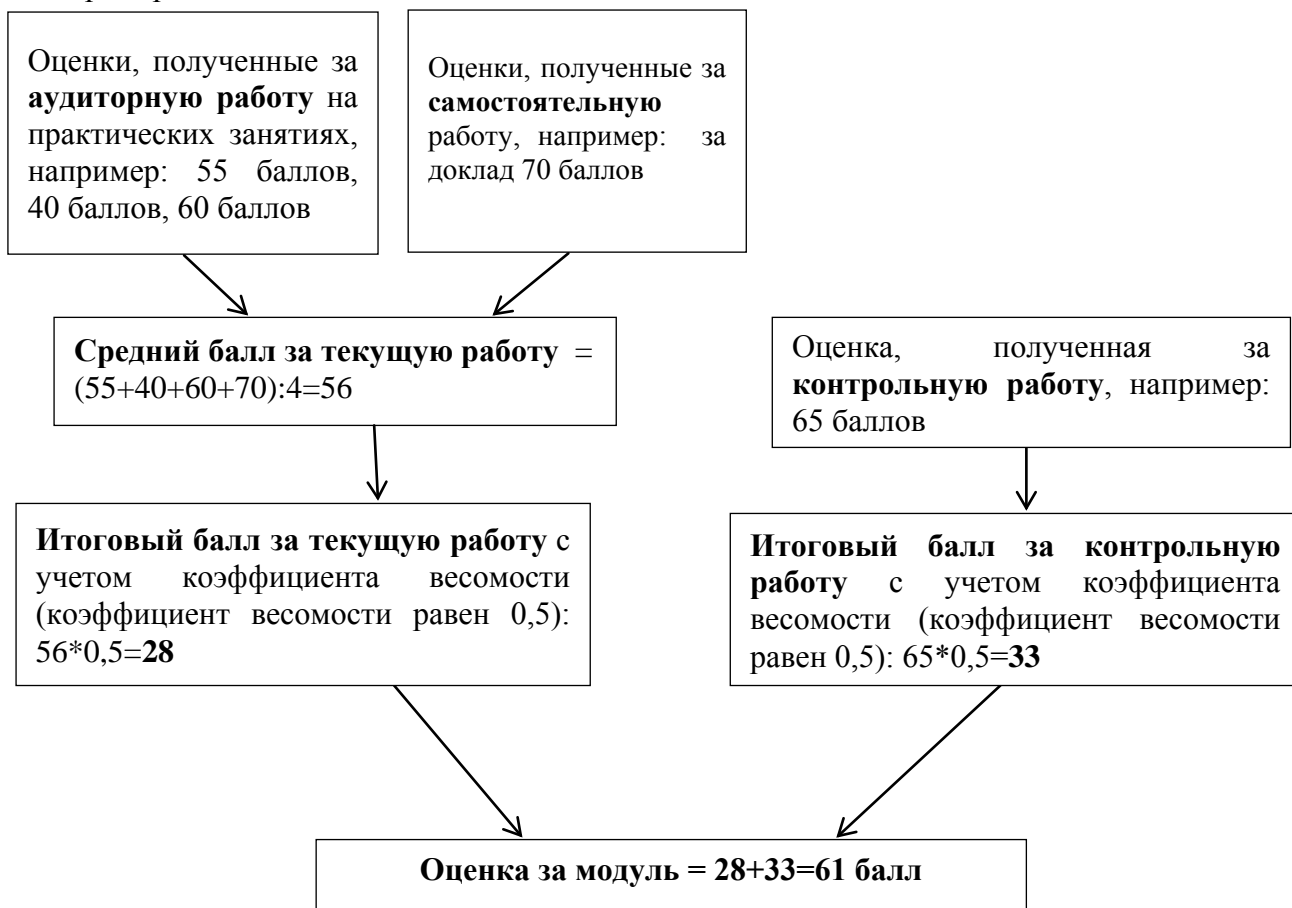 Оценки, полученные за
аудиторную работу на
практических занятиях,
например: 55 баллов,
40 баллов, 60 баллов
Оценки, полученные за
самостоятельную
работу, например: за
доклад 70 баллов
Средний балл за текущую работу =
(55+40+60+70):4=56
Оценка, полученная за
контрольную работу, например:
65 баллов
Итоговый балл за текущую работу с
учетом коэффициента весомости
(коэффициент весомости равен 0,5):
56*0,5=28
Итоговый балл за контрольную
работу с учетом коэффициента
весомости (коэффициент весомости
равен 0,5): 65*0,5=33
Оценка за модуль = 28+33=61 балл